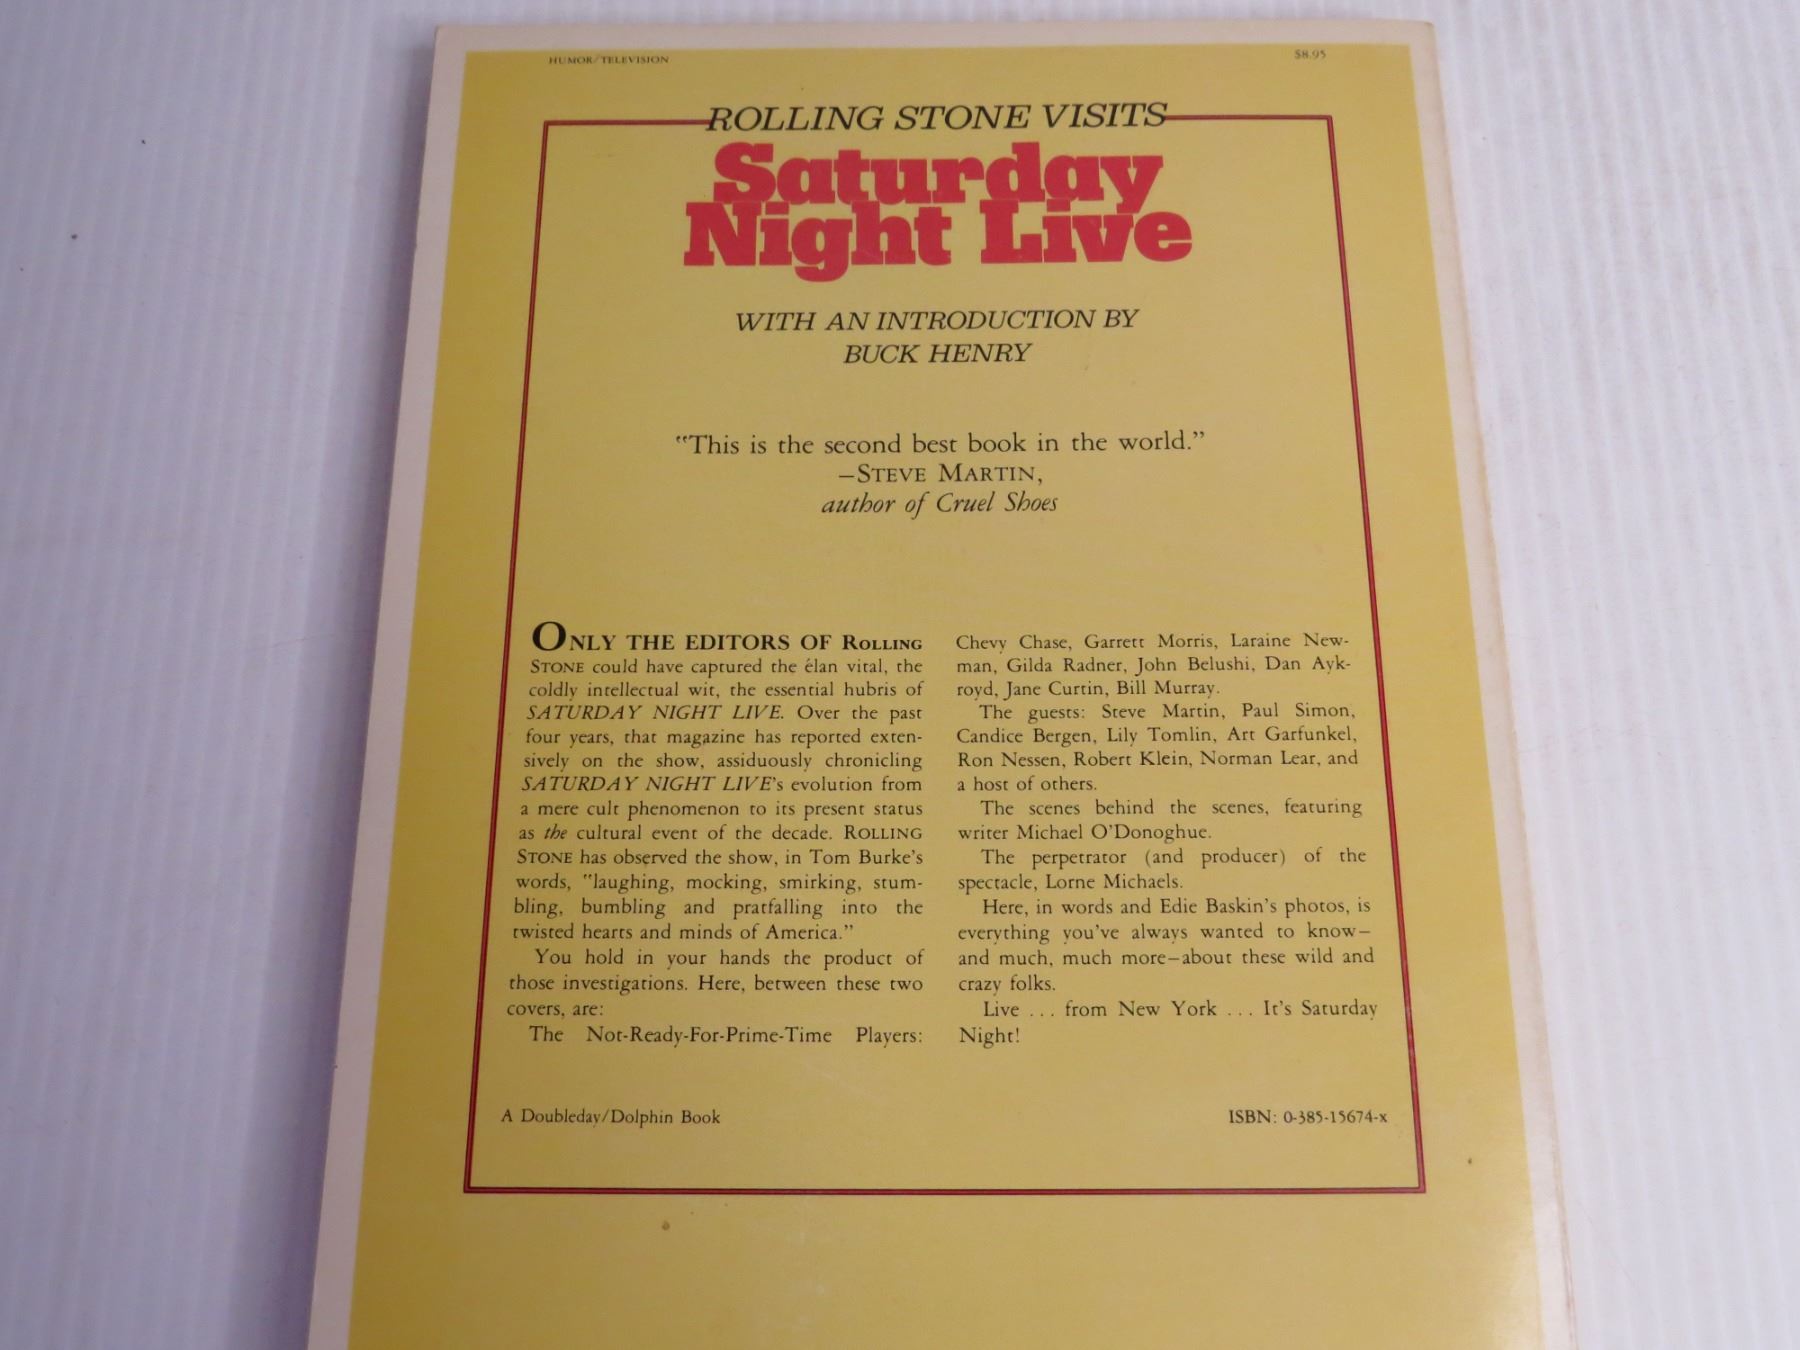 HUMOR/TELEVISION
$8.95
ROLLING STONE VISITS
Saturday
Night Live
WITH AN INTRODUCTION BY
BUCK HENRY
“This is the second best book in the world.”
—STEVE MARTIN,
author of Cruel Shoes
ONLY THE EDITORS OF ROLLING
STONE could have captured the élan vital, the
coldly intellectual wit, the essential hubris of
SATURDAY NIGHT LIVE. Over the past
four years, that magazine has reported exten-
sively on the show, assiduously chronicling
SATURDAY NIGHT LIVE's evolution from
a mere cult phenomenon to its present status
as the cultural event of the decade. ROLLING
STONE has observed the show, in Tom Burke's
words, “laughing, mocking, smirking, stum-
bling, bumbling and pratfalling into the
twisted hearts and minds of America.”
You hold in your hands the product of
those investigations. Here, between these two
covers, are:
The Not-Ready-For-Prime-Time Players:
Chevy Chase, Garrett Morris, Laraine New-
man, Gilda Radner, John Belushi, Dan Ayk-
royd, Jane Curtin, Bill Murray.
The guests: Steve Martin, Paul Simon,
Candice Bergen, Lily Tomlin, Art Garfunkel,
Ron Nessen, Robert Klein, Norman Lear, and
a host of others.
The scenes behind the scenes, featuring
writer Michael O'Donoghue.
The perpetrator (and producer) of the
spectacle, Lorne Michaels.
Here, in words and Edie Baskin's photos, is
everything you've always wanted to know—
and much, much more—about these wild and
crazy folks.
Live . . . from New York . . . It's Saturday
Night!
A Doubleday/Dolphin Book
ISBN: 0-385-15674-x